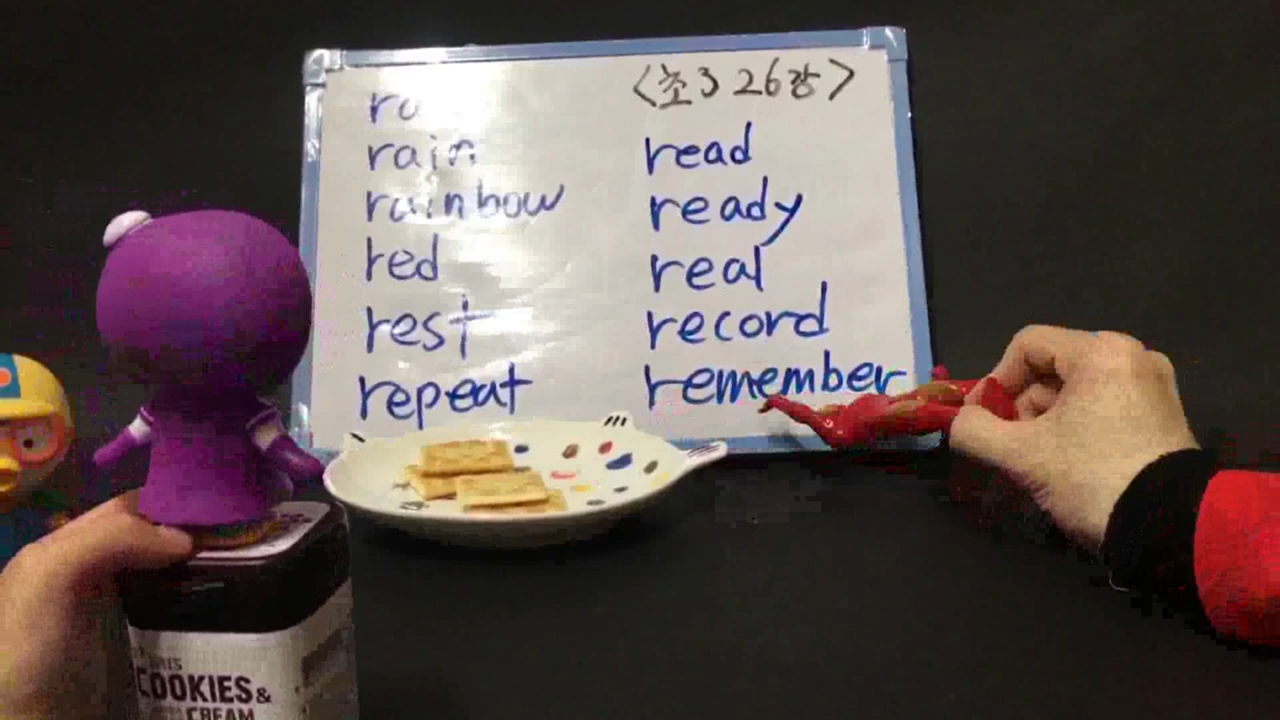 <초3 26강>
rain
rainbow
red
rest
repeat
read
ready
real
record
remember
COOKIES &
CREAM